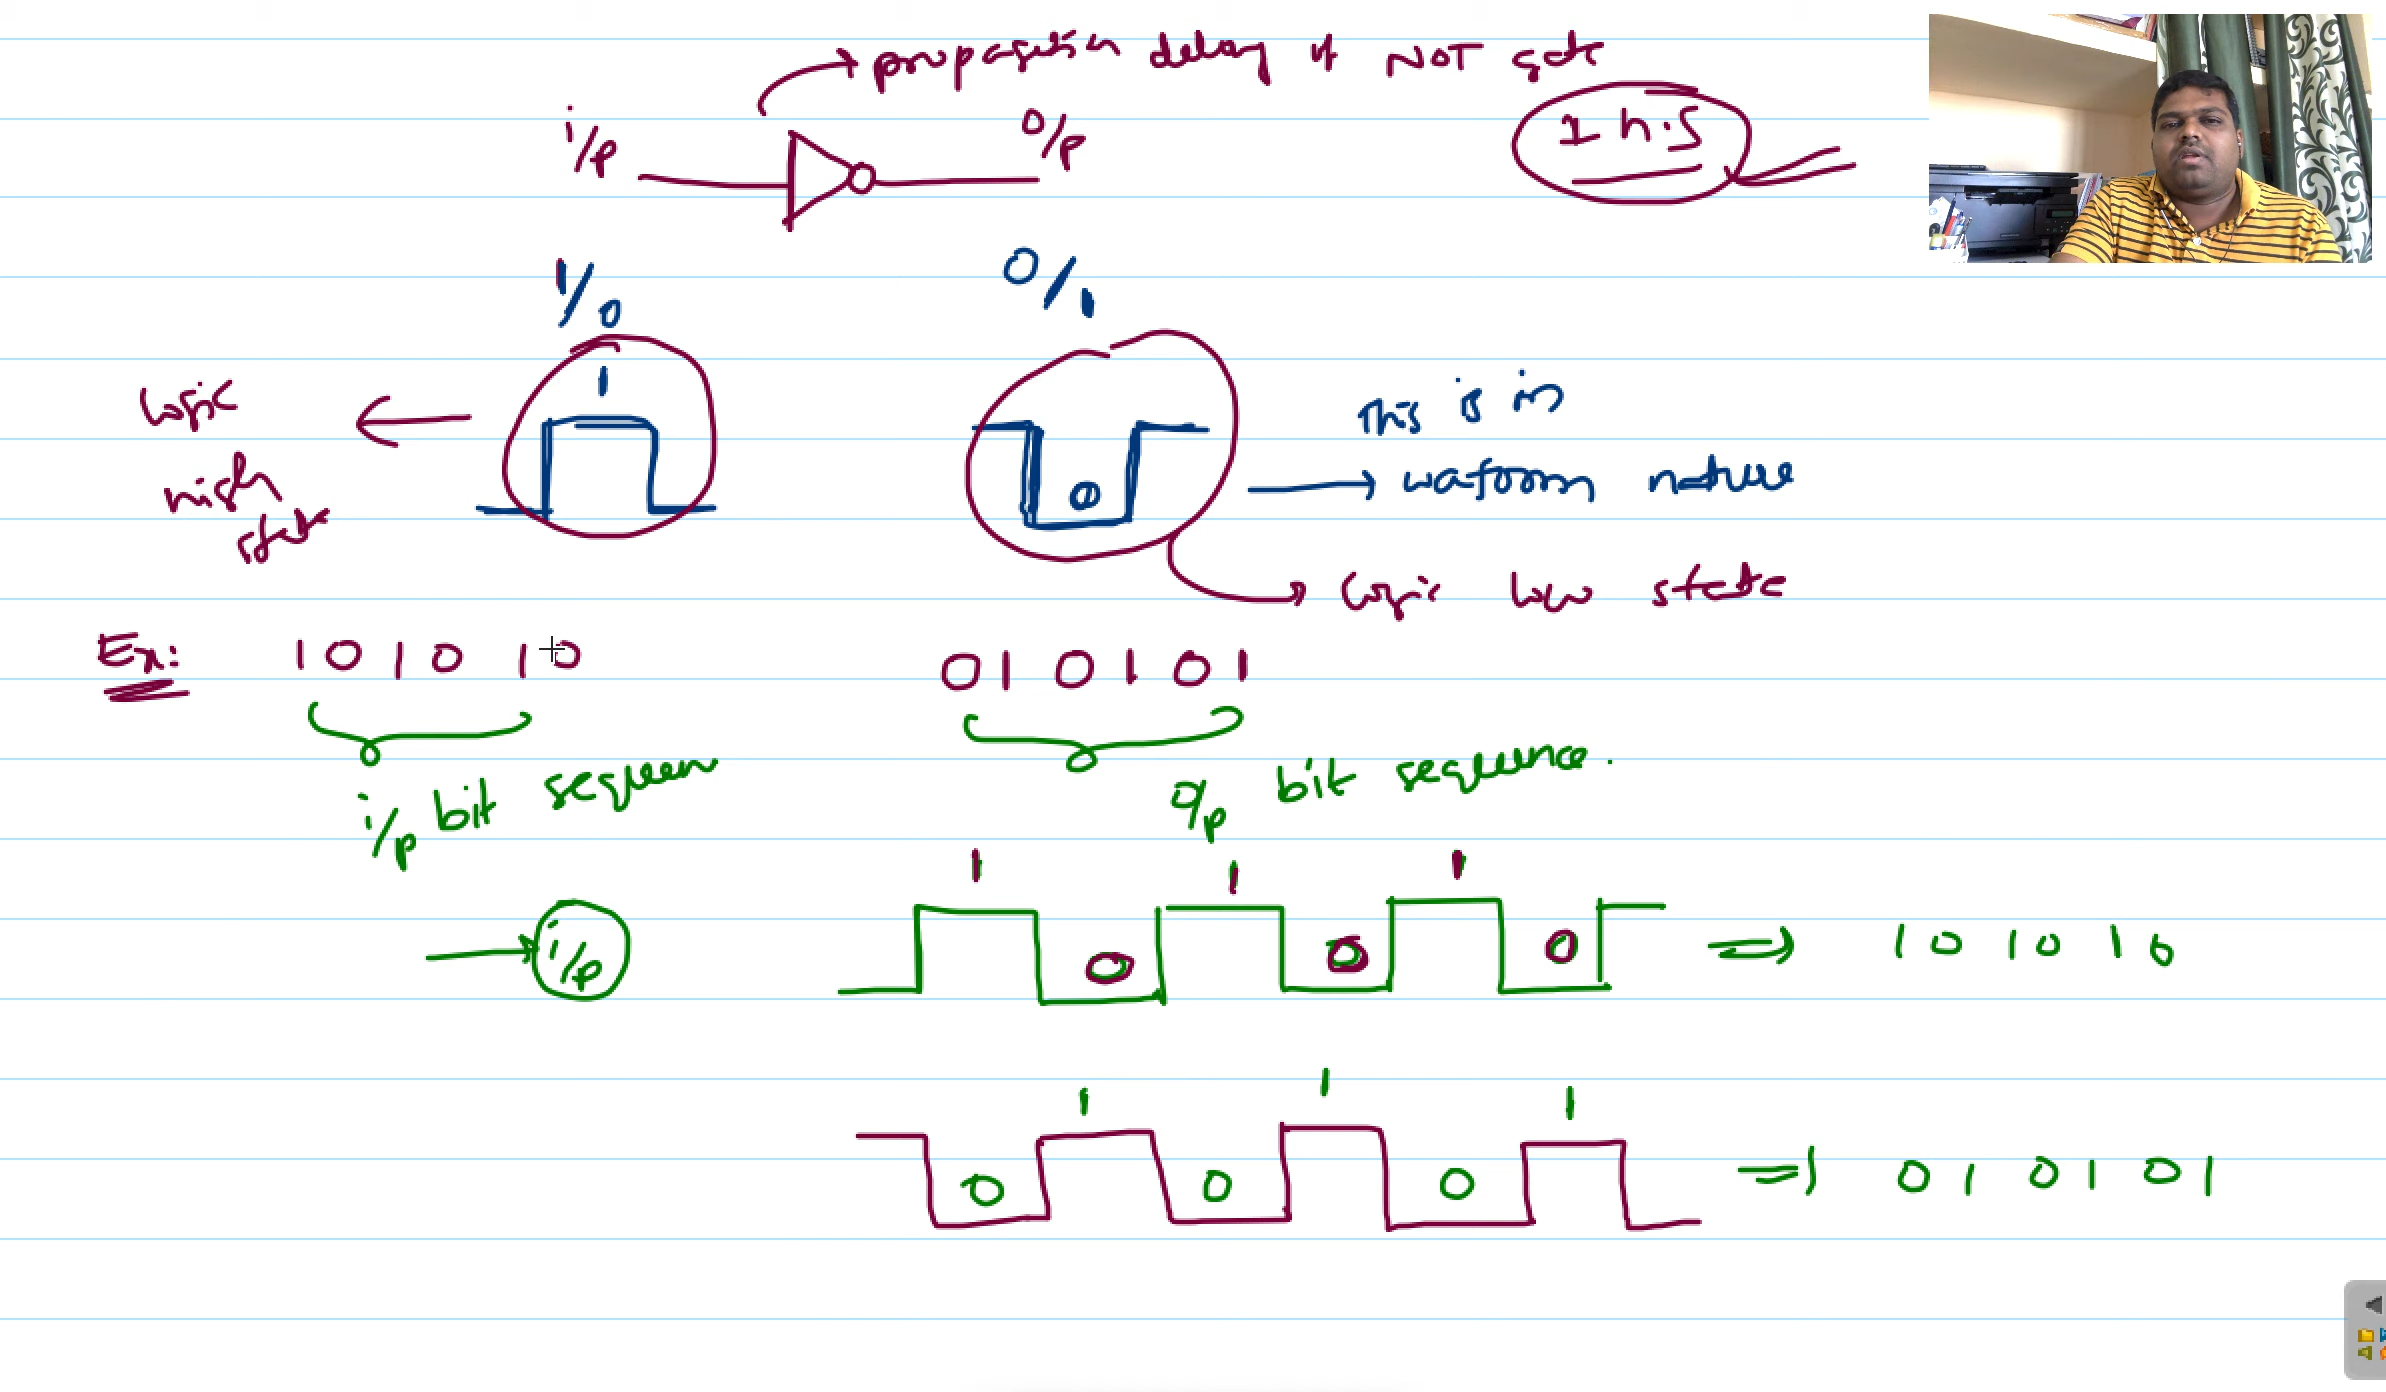 propagation delay of NOT gate
i/p
o/p
1 n.s
1/0
0/1
1
logic
high
state
0
This is in
waform nature
logic low state
Ex:
1 0 1 0 1 0
0 1 0 1 0 1
i/p bit sequen
o/p bit sequence.
1 1 1
i/p
0 0 0
1 0 1 0 1 0
1 1 1
0 0 0
0 1 0 1 0 1